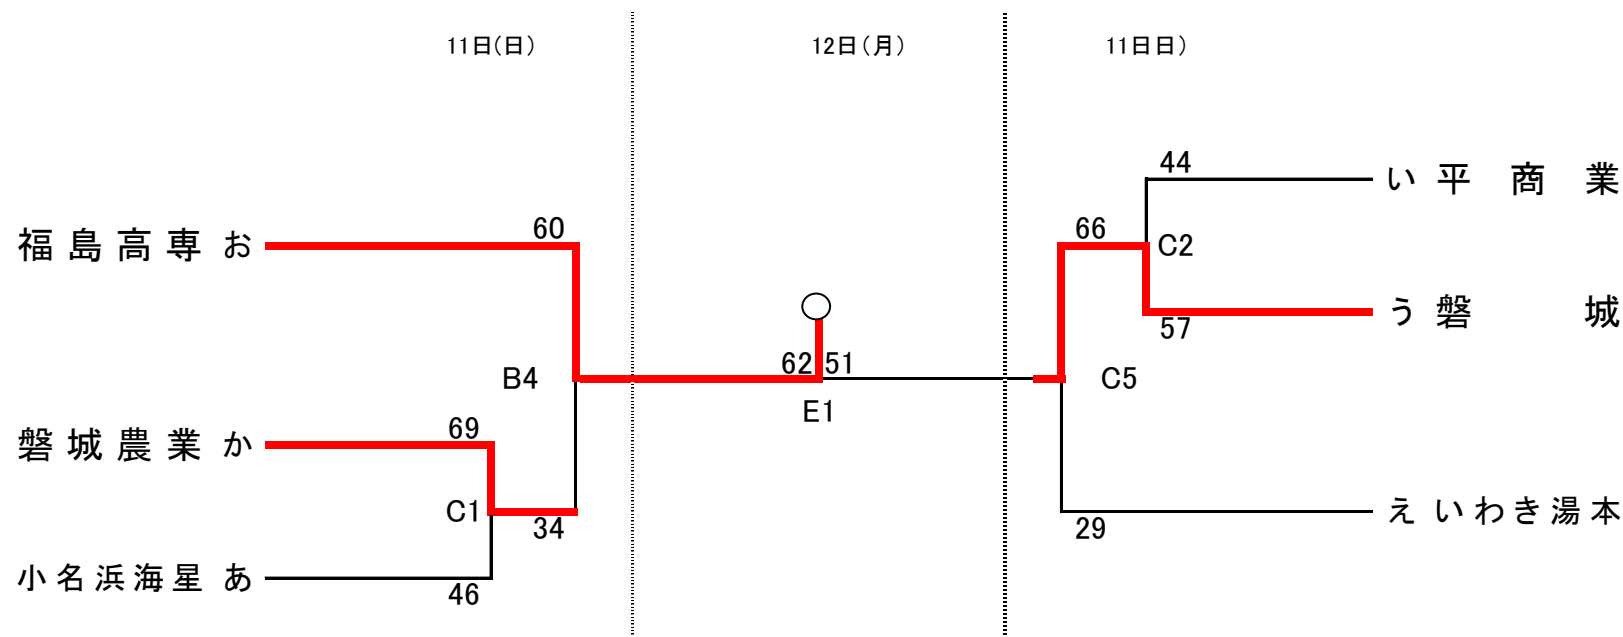 11日(日)
12日(月)
11日日)
44
い 平商業
福島高専 お
60
66
C2
う 磐城
57
62
51
B4
C5
E1
磐城農業 か
69
C1
34
え いわき湯本
29
小名浜海星 あ
46